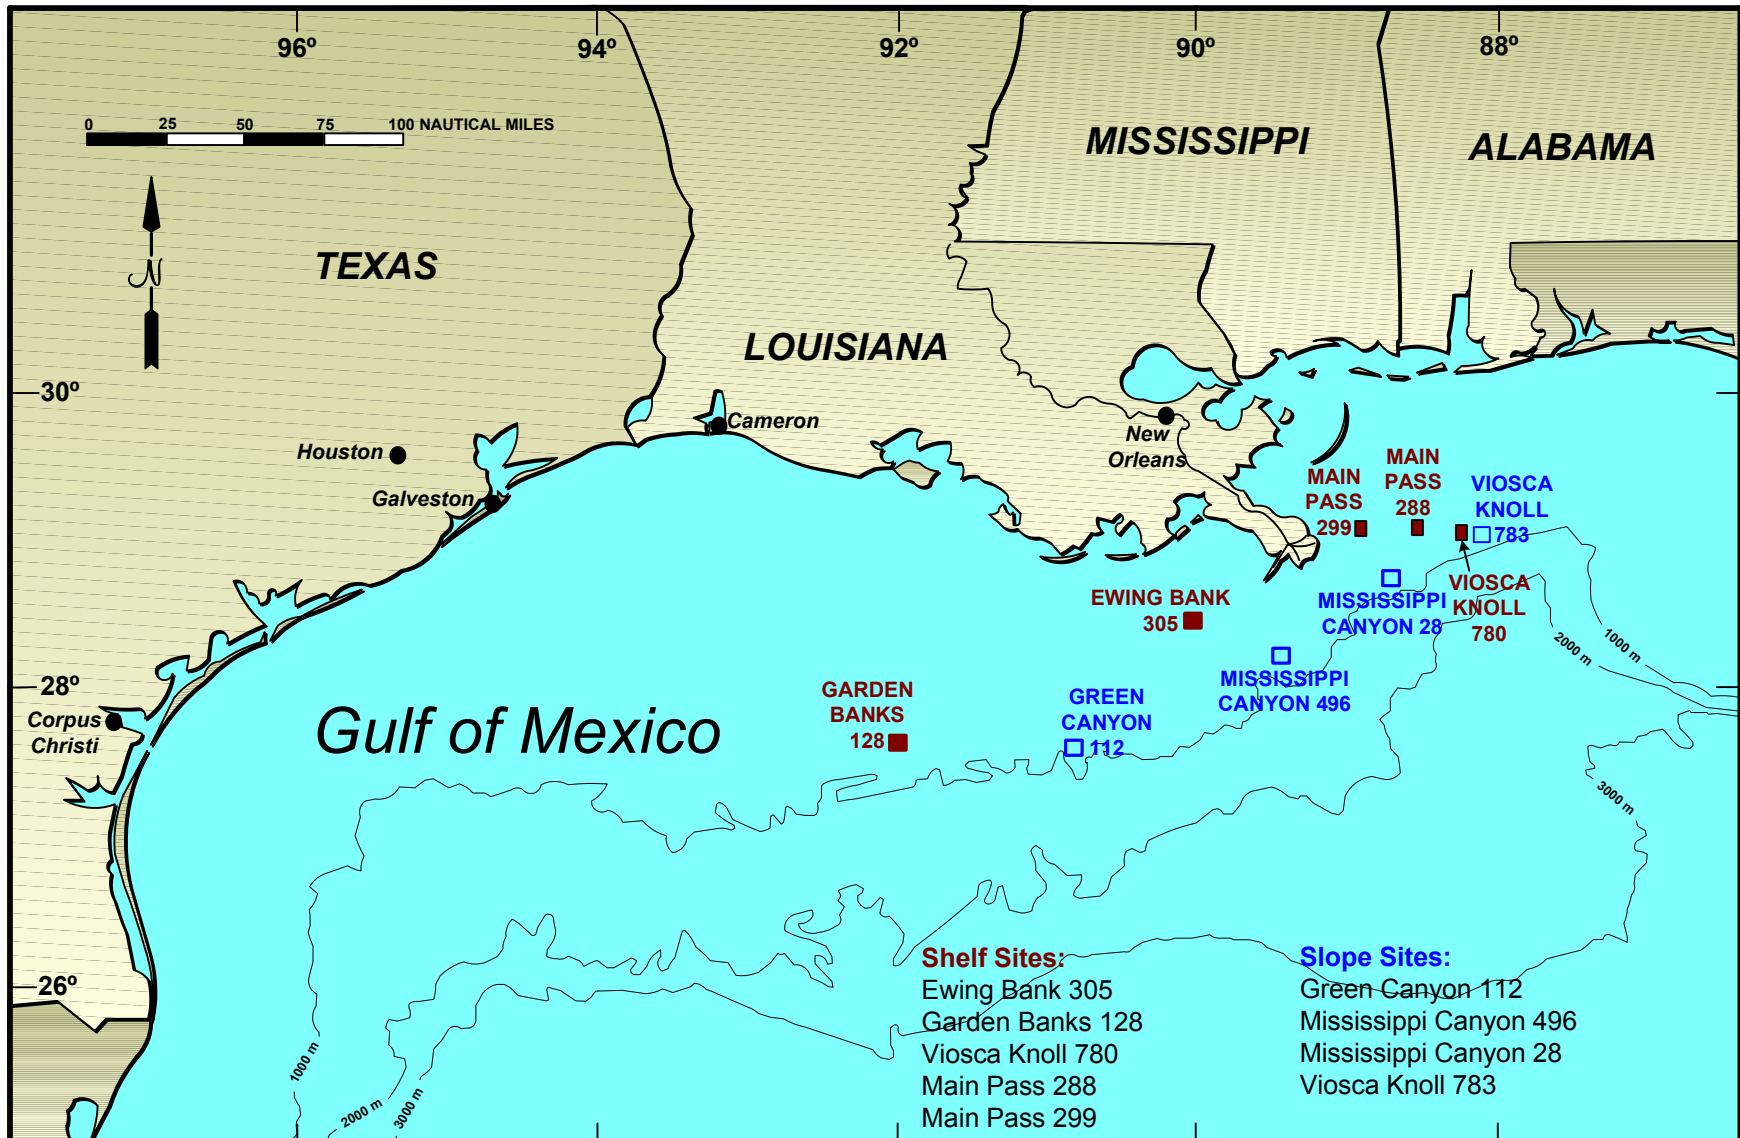 96º
94º
92º
90º
88º
0 25 50 75 100 NAUTICAL MILES
MISSISSIPPI
ALABAMA
N
TEXAS
LOUISIANA
30º
Cameron
New
Orleans
Houston
Galveston
MAIN
PASS
299
MAIN
PASS
288
VIOSCA
KNOLL
783
VIOSCA
KNOLL
780
MISSISSIPPI
CANYON 28
EWING BANK
305
1000 m
2000 m
28º
MISSISSIPPI
CANYON 496
GARDEN
BANKS
128
GREEN
CANYON
112
Corpus
Christi
Gulf of Mexico
3000 m
26º
Shelf Sites:
Ewing Bank 305
Garden Banks 128
Viosca Knoll 780
Main Pass 288
Main Pass 299
Slope Sites:
Green Canyon 112
Mississippi Canyon 496
Mississippi Canyon 28
Viosca Knoll 783
1000 m
2000 m
3000 m